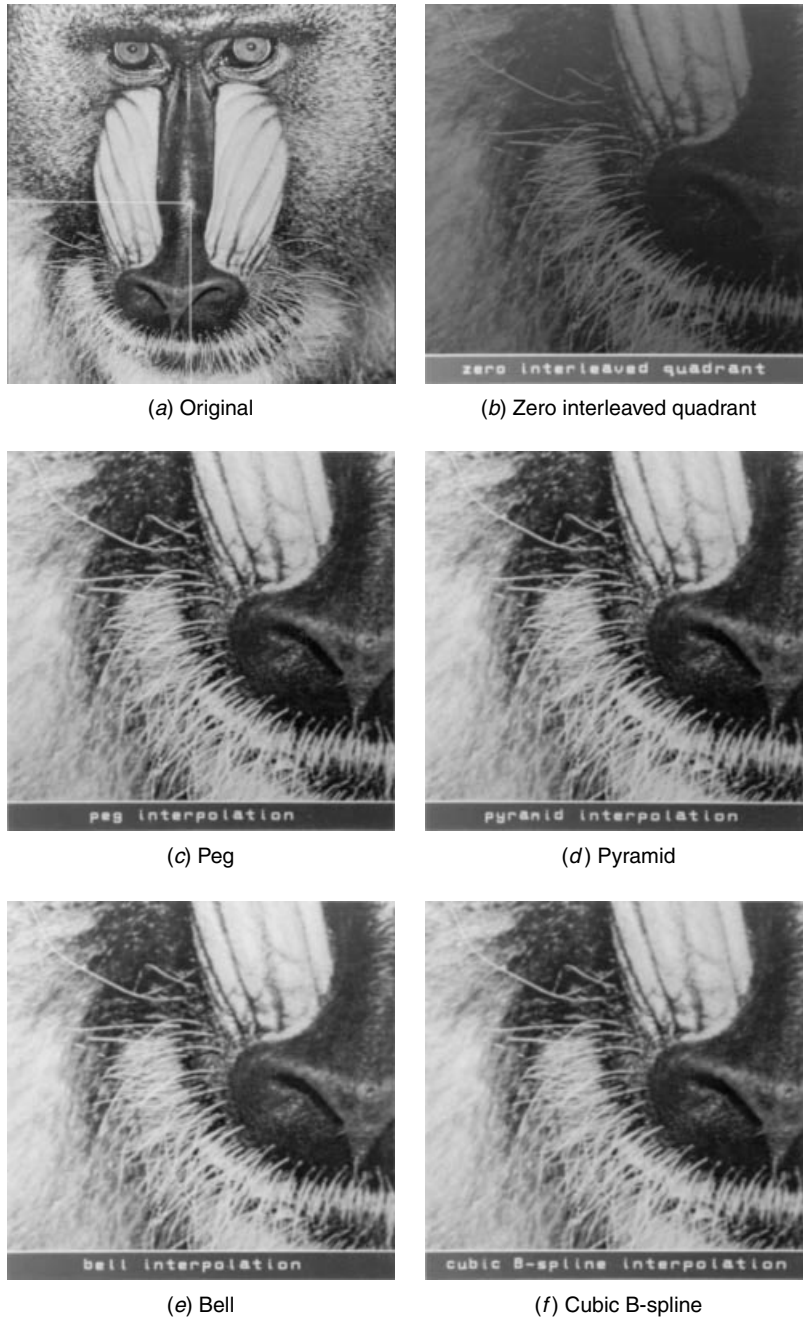 (a) Original
zero interleaved quadrant
(b) Zero interleaved quadrant
peg interpolation
(c) Peg
pyramid interpolation
(d) Pyramid
bell interpolation
(e) Bell
cubic B-spline interpolation
(f) Cubic B-spline